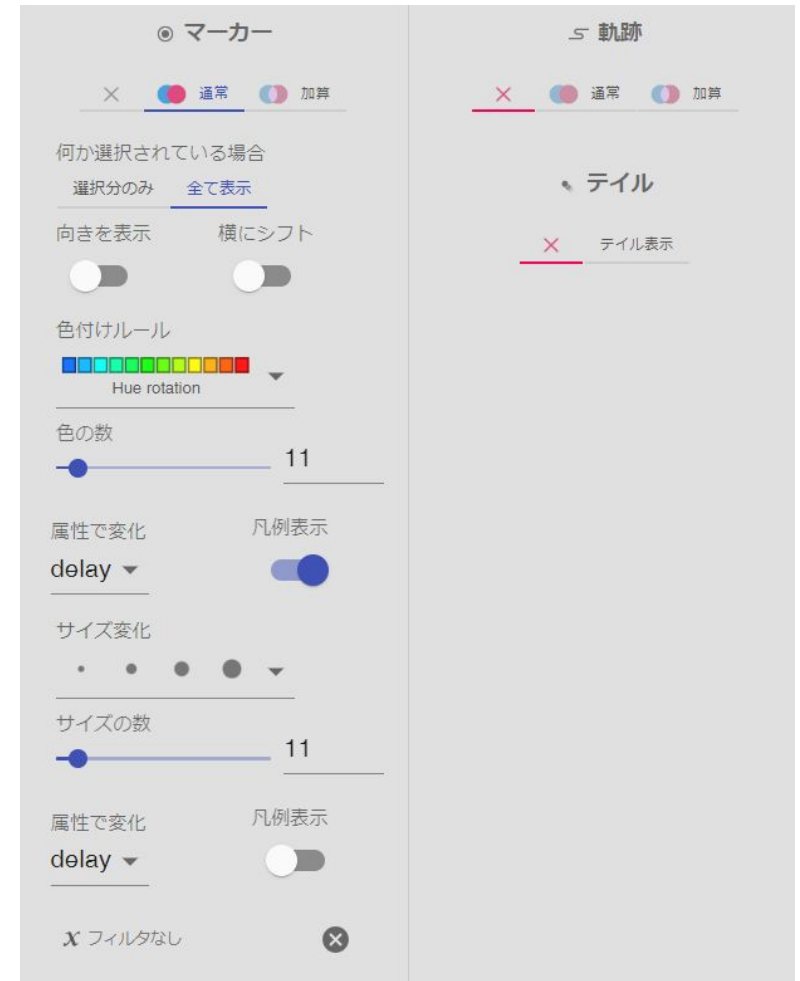 マーカー
通常 加算
何か選択されている場合
選択分のみ 全て表示
向きを表示 横にシフト
色付けルール
Hue rotation
色の数
11
属性で変化 凡例表示
delay
サイズ変化
サイズの数
11
属性で変化 凡例表示
delay
x フィルタなし
軌跡
通常 加算
テイル
テイル表示